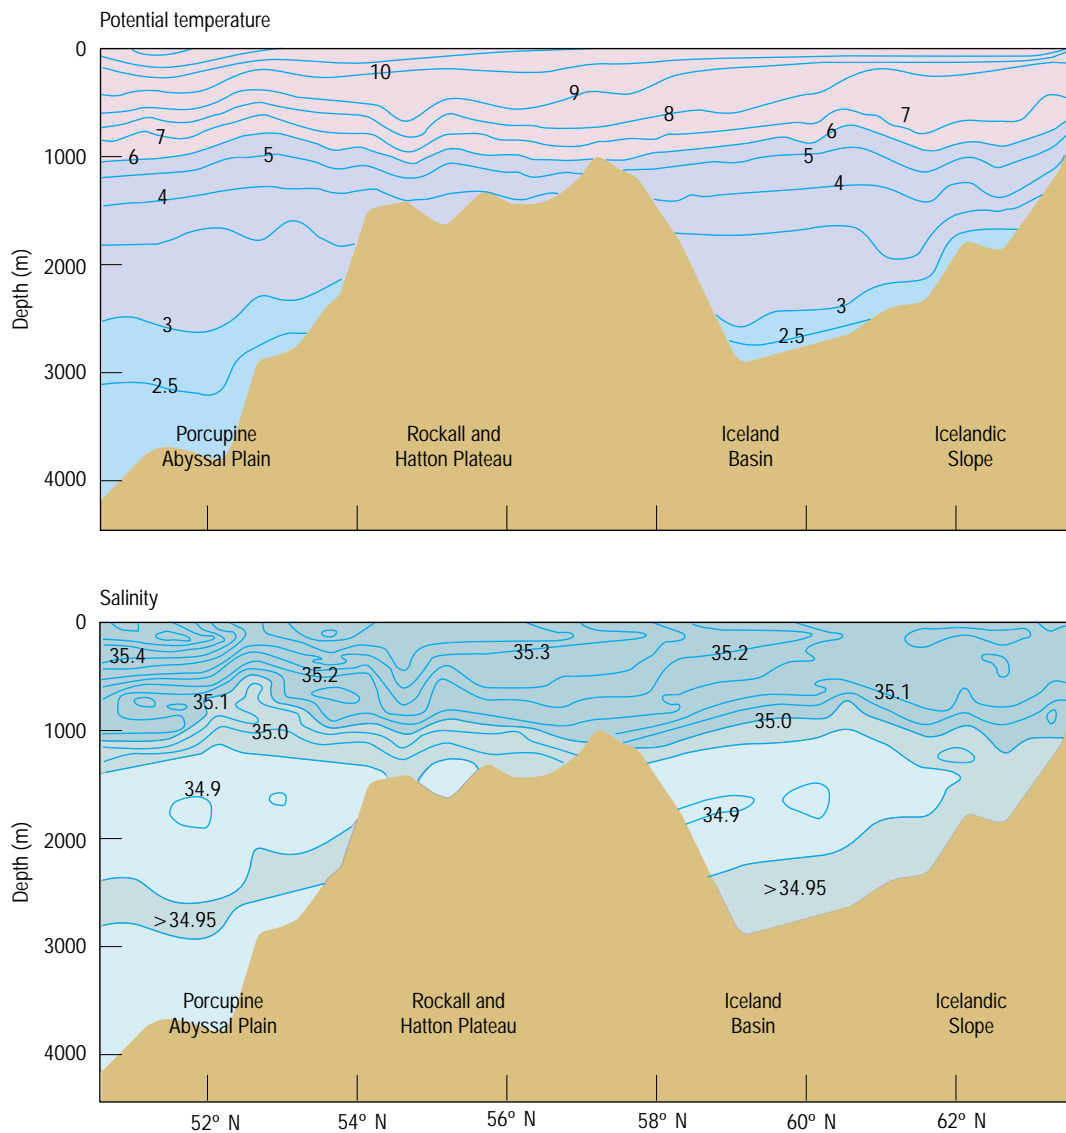 Potential temperature
0
10
9
8
7
7
6
6
1000
5
5
4
4
2000
Depth (m)
3
3
2.5
3000
2.5
Porcupine
Abyssal Plain
Rockall and
Hatton Plateau
Iceland
Basin
Icelandic
Slope
4000
Salinity
0
35.4
35.3
35.2
35.2
35.1
35.1
35.0
35.0
1000
34.9
34.9
2000
Depth (m)
>34.95
>34.95
3000
Porcupine
Abyssal Plain
Rockall and
Hatton Plateau
Iceland
Basin
Icelandic
Slope
4000
52° N
54° N
56° N
58° N
60° N
62° N